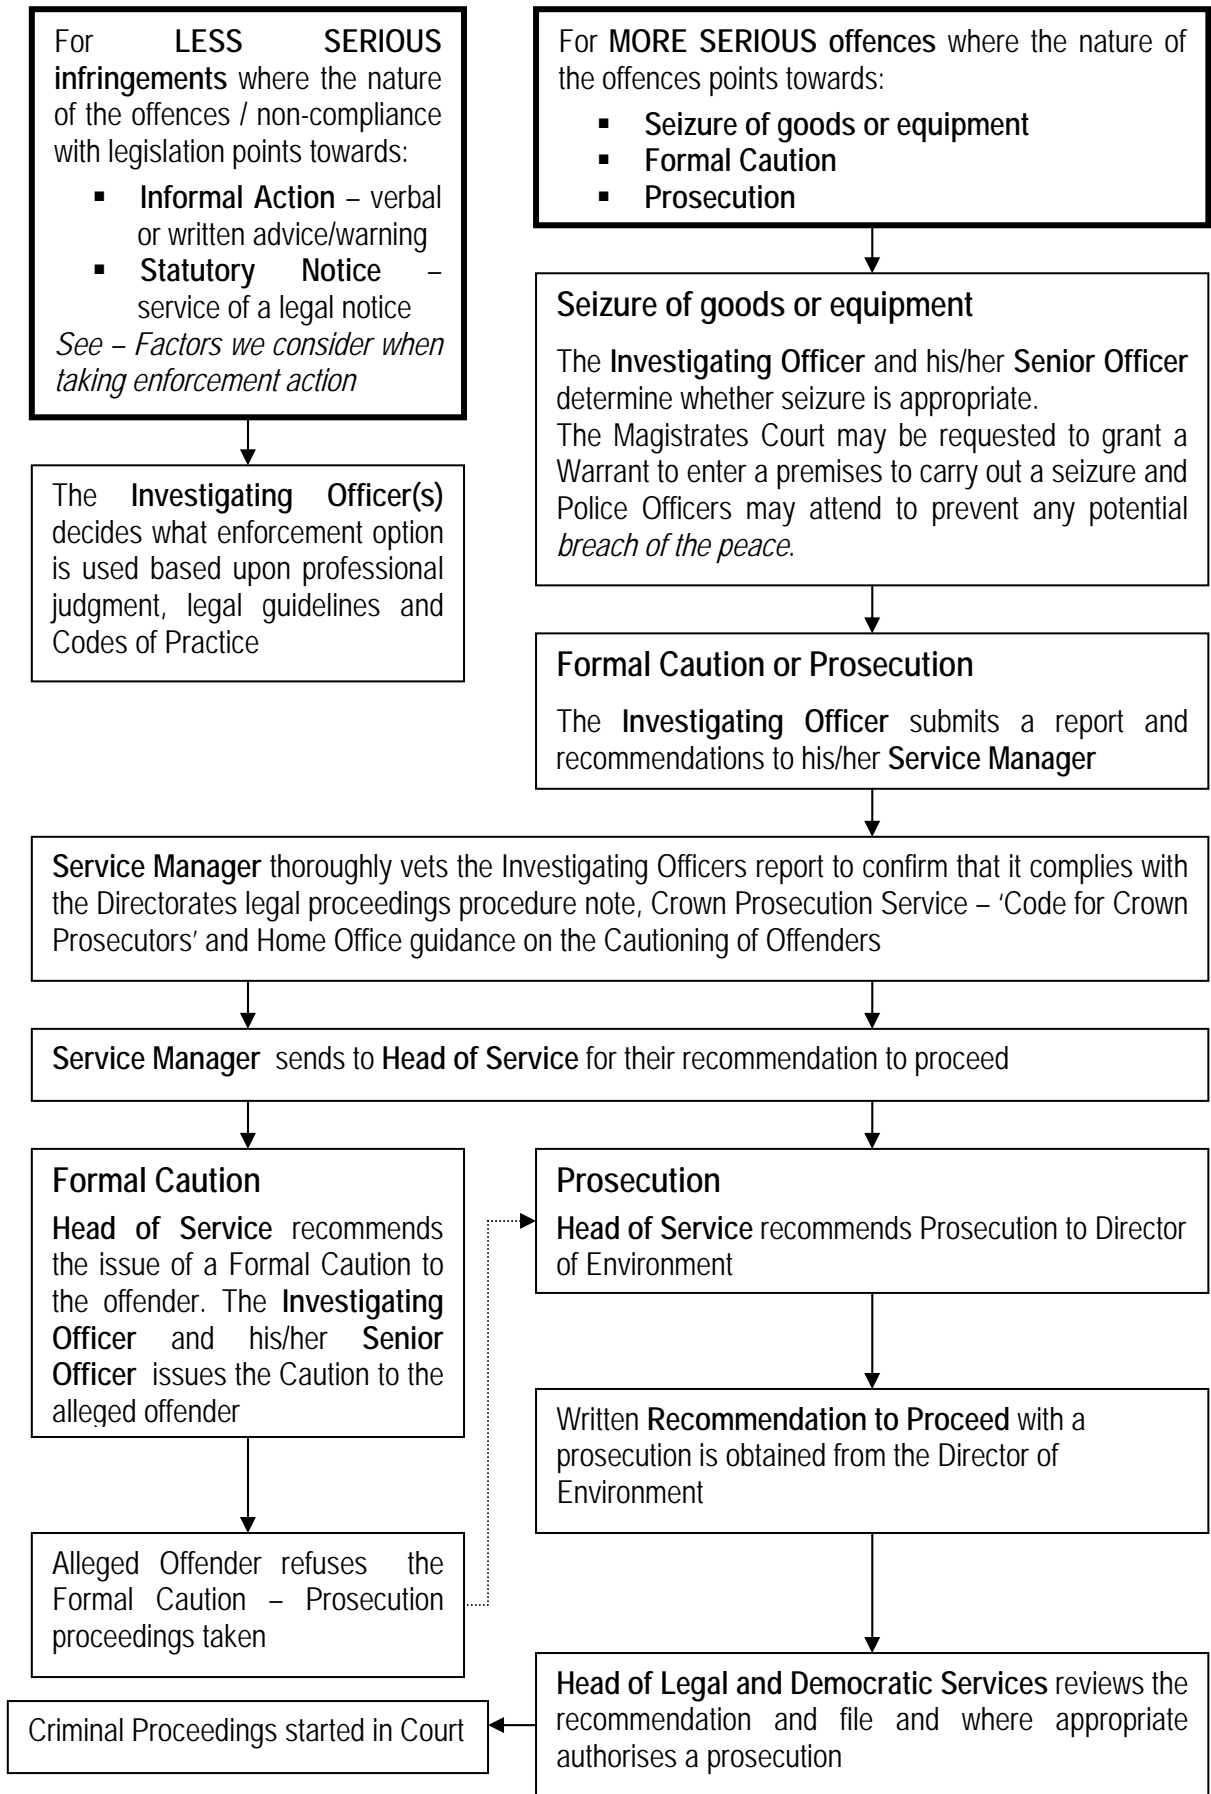 For LESS SERIOUS
infringements where the nature
of the offences / non-compliance
with legislation points towards:
▪ Informal Action – verbal
or written advice/warning
▪ Statutory Notice –
service of a legal notice
See – Factors we consider when
taking enforcement action
The Investigating Officer(s)
decides what enforcement option
is used based upon professional
judgment, legal guidelines and
Codes of Practice
For MORE SERIOUS offences where the nature of
the offences points towards:
▪ Seizure of goods or equipment
▪ Formal Caution
▪ Prosecution
Seizure of goods or equipment
The Investigating Officer and his/her Senior Officer
determine whether seizure is appropriate.
The Magistrates Court may be requested to grant a
Warrant to enter a premises to carry out a seizure and
Police Officers may attend to prevent any potential
breach of the peace.
Formal Caution or Prosecution
The Investigating Officer submits a report and
recommendations to his/her Service Manager
Service Manager thoroughly vets the Investigating Officers report to confirm that it complies with
the Directorates legal proceedings procedure note, Crown Prosecution Service – ‘Code for Crown
Prosecutors’ and Home Office guidance on the Cautioning of Offenders
Service Manager sends to Head of Service for their recommendation to proceed
Formal Caution
Head of Service recommends
the issue of a Formal Caution to
the offender. The Investigating
Officer and his/her Senior
Officer issues the Caution to the
alleged offender
Alleged Offender refuses the
Formal Caution – Prosecution
proceedings taken
Prosecution
Head of Service recommends Prosecution to Director
of Environment
Written Recommendation to Proceed with a
prosecution is obtained from the Director of
Environment
Head of Legal and Democratic Services reviews the
recommendation and file and where appropriate
authorises a prosecution
Criminal Proceedings started in Court